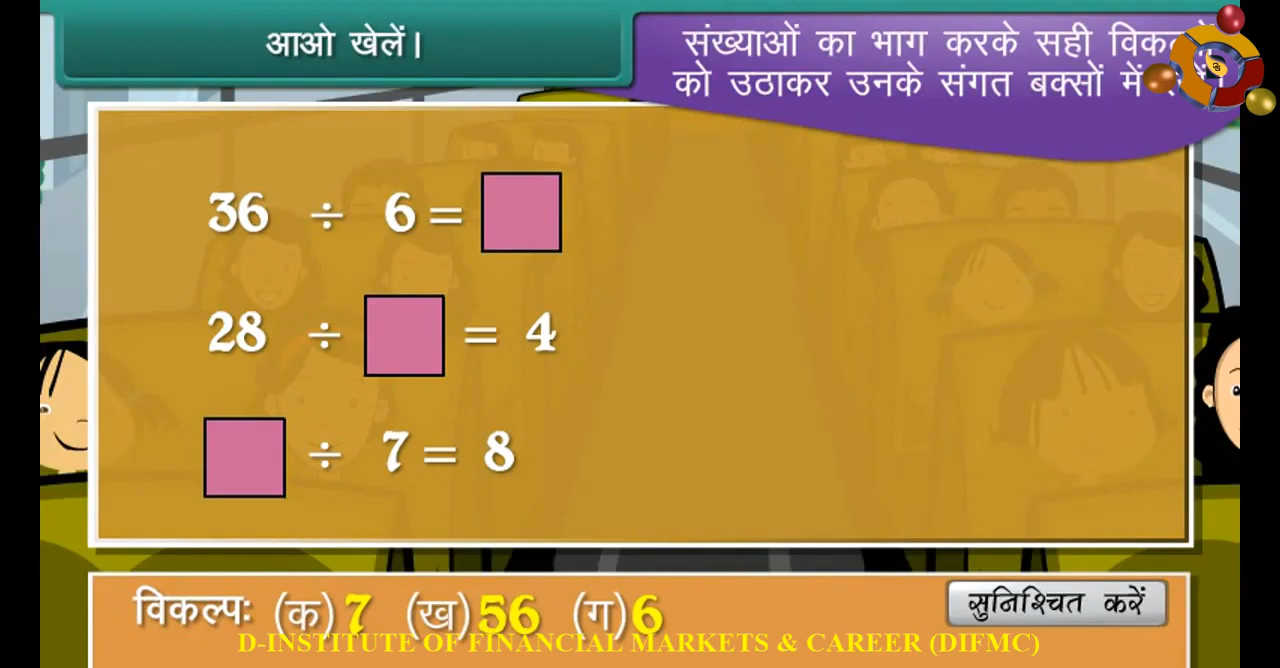 आओ खेलें।
संख्याओं का भाग करके सही
को उठाकर उनके संगत बक्सों में
36 ÷ 6 =
28 ÷ = 4
÷ 7 = 8
विकल्पः (क) 7 (ख) 56 (ग) 6
सुनिश्चित करें
D-INSTITUTE OF FINANCIAL MARKETS & CAREER (DIFMC)